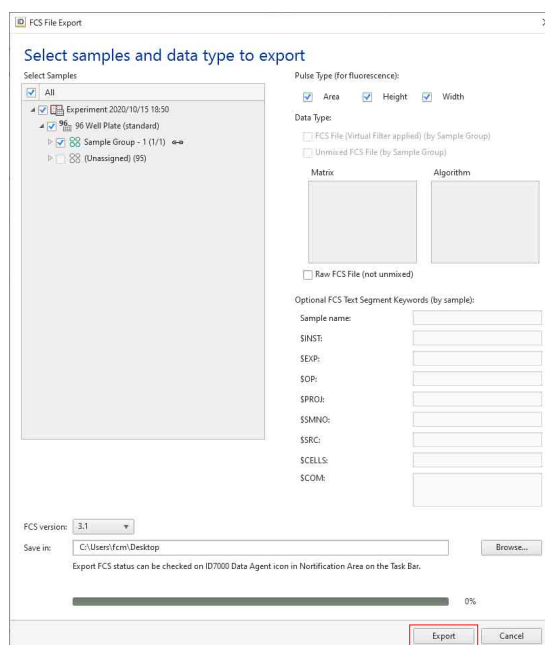 ID FCS File Export
Select samples and data type to export
Select Samples
All
Experiment 2020/10/15 18:50
96 96 Well Plate (standard)
Sample Group - 1 (1/1)
(Unassigned) (95)
Pulse Type (for fluorescence):
Area Height Width
Data Type:
FCS File (Virtual Filter applied) (by Sample Group)
Unmixed FCS File (by Sample Group)
Matrix Algorithm
Raw FCS File (not unmixed)
Optional FCS Text Segment Keywords (by sample):
Sample name:
$INST:
$EXP:
$OP:
$PROJ:
$SMNO:
$SRC:
$CELLS:
$COM:
FCS version: 3.1
Save in: C:\Users\fcm\Desktop Browse...
Export FCS status can be checked on ID7000 Data Agent icon in Nortification Area on the Task Bar.
0%
Export Cancel